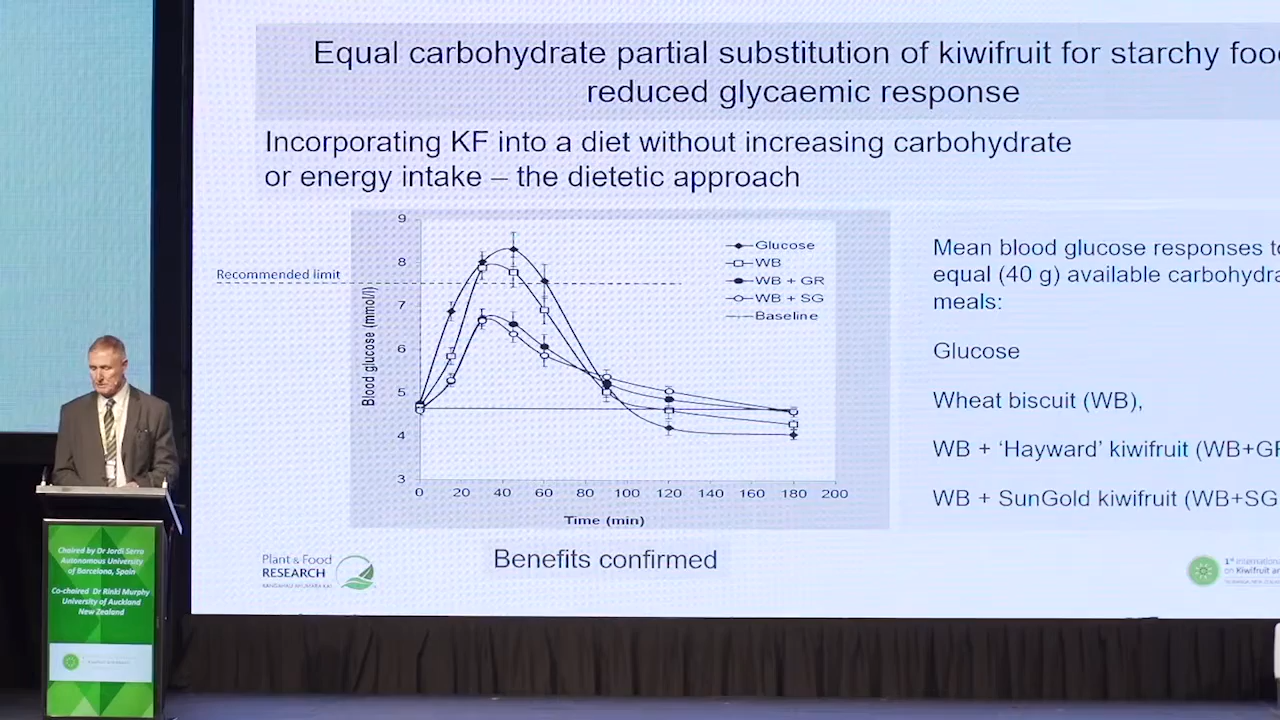 Equal carbohydrate partial substitution of kiwifruit for starchy
reduced glycaemic response
Incorporating KF into a diet without increasing carbohydrate
or energy intake – the dietetic approach
9
8
7
6
5
4
3
0 20 40 60 80 100 120 140 160 180 200
Blood glucose (mmol/l)
Time (min)
Recommended limit
Glucose
WB
WB + GR
WB + SG
Baseline
Mean blood glucose responses
equal (40 g) available
meals:
Glucose
Wheat biscuit (WB),
WB + ‘Hayward’ kiwifruit
WB + SunGold kiwifruit (WB+SG
Benefits confirmed
Plant & Food
RESEARCH
1st
on Kiwifruit
Chaired by Dr Jordi Serra
Autonomous University
of Barcelona, Spain
Co-chaired Dr Rinki Murphy
University of Auckland
New Zealand